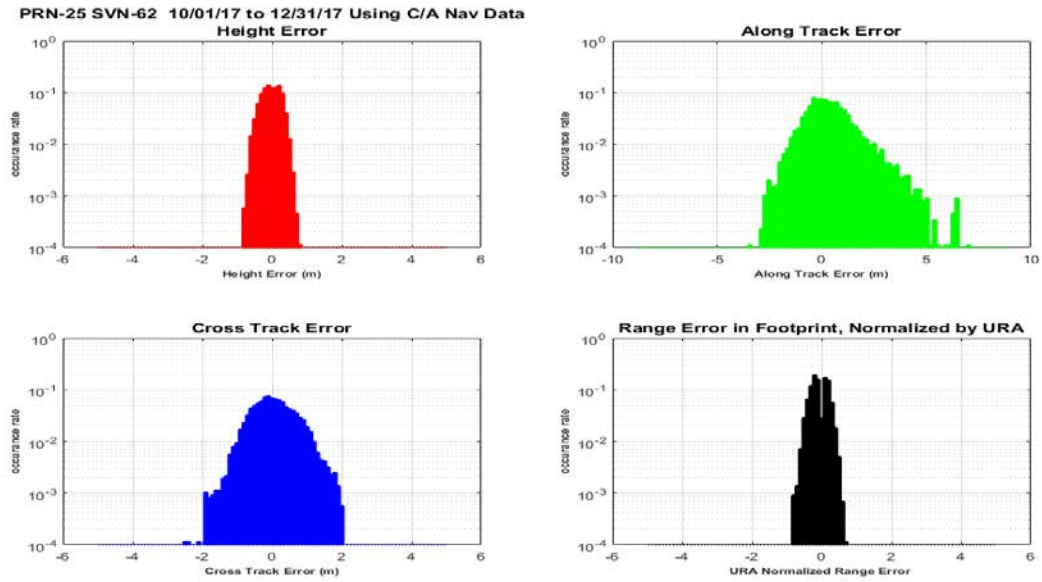 PRN-25 SVN-62 10/01/17 to 12/31/17 Using C/A Nav Data
Height Error
10^0
10^-1
10^-2
10^-3
10^-4
occurance rate
-6 -4 -2 0 2 4 6
Height Error (m)
Along Track Error
10^0
10^-1
10^-2
10^-3
10^-4
occurance rate
-10 -5 0 5 10
Along Track Error (m)
Cross Track Error
10^0
10^-1
10^-2
10^-3
10^-4
occurance rate
-6 -4 -2 0 2 4 6
Cross Track Error (m)
Range Error in Footprint, Normalized by URA
10^0
10^-1
10^-2
10^-3
10^-4
occurance rate
-6 -4 -2 0 2 4 6
URA Normalized Range Error